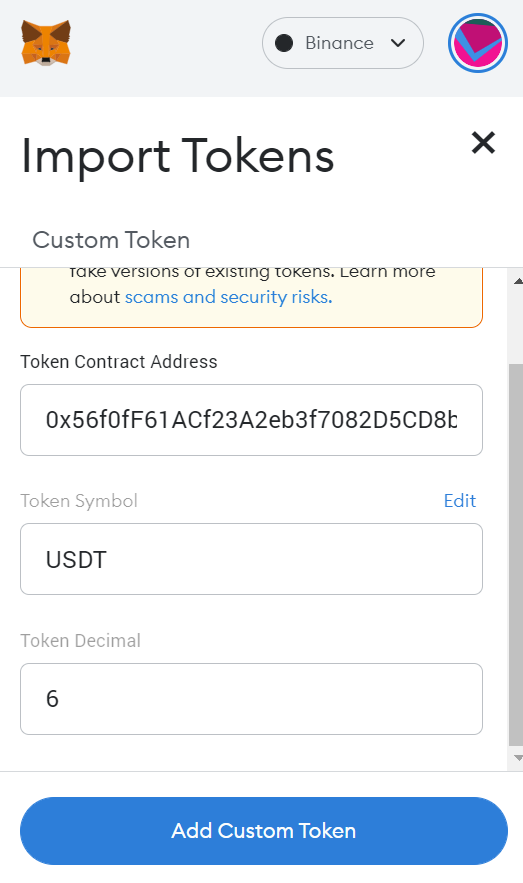 Binance
Import Tokens
Custom Token
fake versions of existing tokens. Learn more
about scams and security risks.
Token Contract Address
0x56f0fF61ACf23A2eb3f7082D5CD8b
Token Symbol
Edit
USDT
Token Decimal
6
Add Custom Token